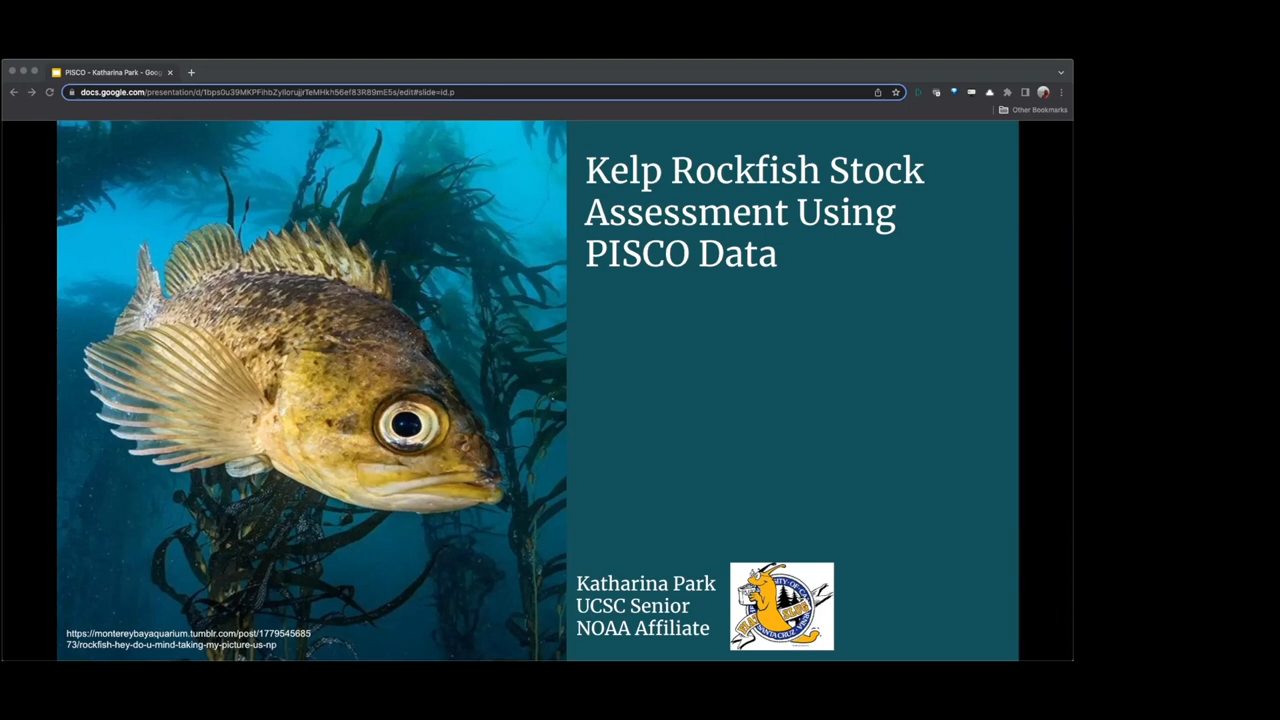 PISCO - Katharina Park - Goog
docs.google.com/presentation/d/1bps0u39MKPFihbZyIlorujjrTeMHkh56ef83R89mE5s/edit#slide=id.p
Other Bookmarks
Kelp Rockfish Stock
Assessment Using
PISCO Data
Katharina Park
UCSC Senior
NOAA Affiliate
https://montereybayaquarium.tumblr.com/post/1779545685
73/rockfish-hey-do-u-mind-taking-my-picture-us-np